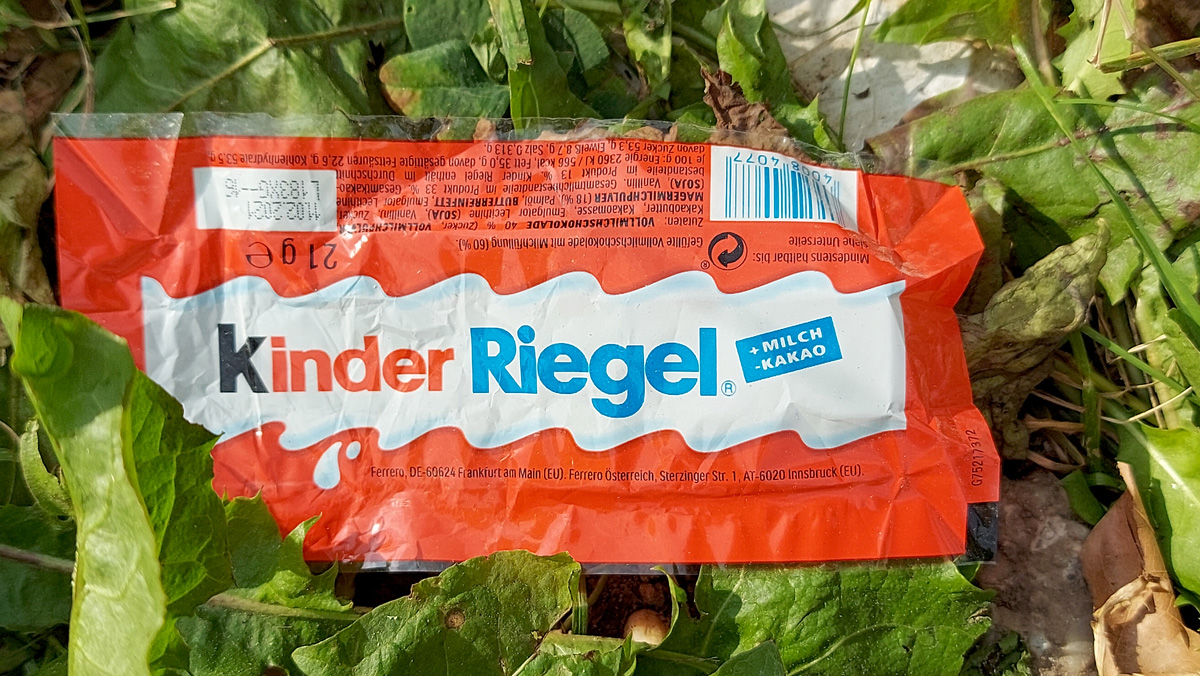 kinder Riegel®
+MILCH
-KAKAO
Ferrero, DE-60624 Frankfurt am Main (EU). Ferrero Österreich, Sterzinger Str. 1, AT-6020 Innsbruck (EU).
G75217372
Mindestens haltbar bis:
siehe Unterseite
®
Gefüllte Vollmilchschokolade mit Milchfüllung (60 %).
21 g e
Zutaten:
VOLLMILCHSCHOKOLADE 40 % (Zucker, VOLLMILCHPULVER,
Kakaobutter, Kakaomasse, Emulgator Lecithine (SOJA), Vanillin), Zucker,
MAGERMILCHPULVER (18 %), Palmöl, BUTTERREINFETT, Emulgator Lecithine
(SOJA), Vanillin. Gesamtmilchbestandteile im Produkt 33 %, Gesamtkakao-
bestandteile im Produkt 13 %. Kinder Riegel enthält im Durchschnitt
je 100 g: Energie 2360 kJ / 566 kcal, Fett 35,0 g, davon gesättigte Fettsäuren 22,6 g, Kohlenhydrate 53,5 g,
davon Zucker 53,3 g, Eiweiß 8,7 g, Salz 0,313 g.
4008 4077
11.02.2021
L183XG--16